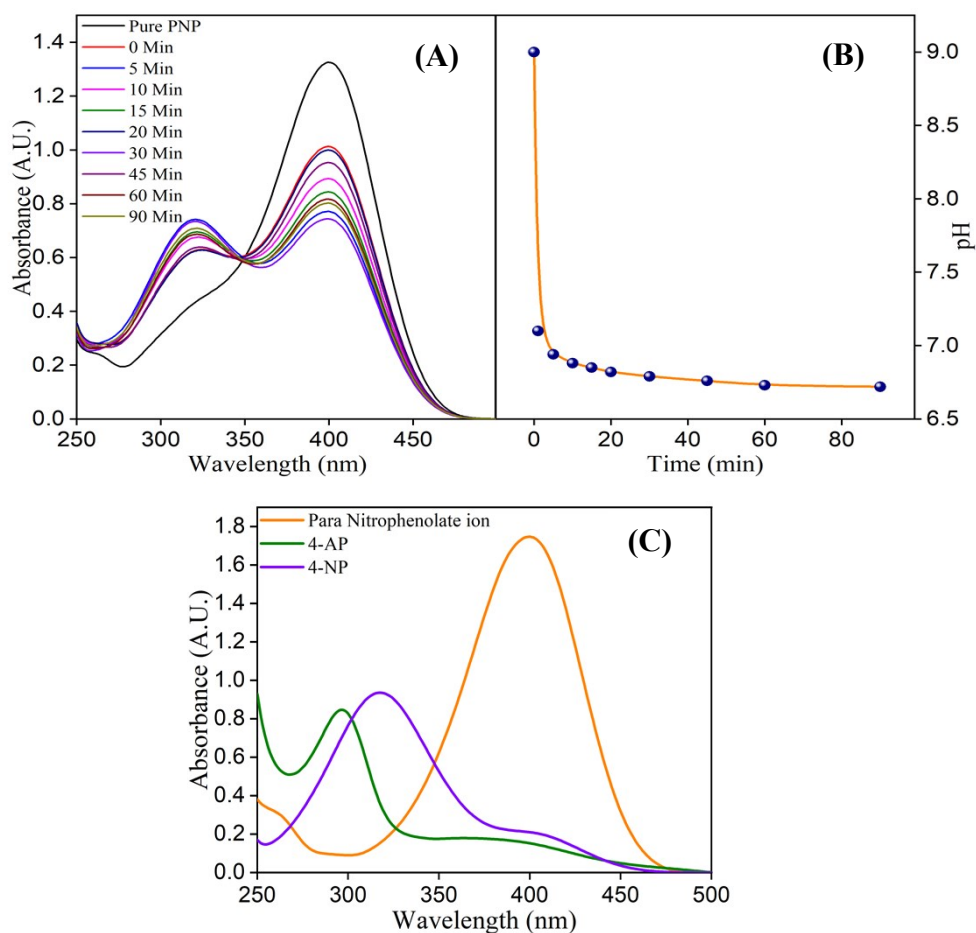 Pure PNP
0 Min
5 Min
10 Min
15 Min
20 Min
30 Min
45 Min
60 Min
90 Min
(A)
1.4
1.2
1.0
0.8
0.6
0.4
0.2
0.0
Absorbance (A.U.)
250 300 350 400 450
Wavelength (nm)
(B)
9.0
8.5
8.0
7.5
7.0
6.5
pH
0 20 40 60 80
Time (min)
Para Nitrophenolate ion
4-AP
4-NP
(C)
1.8
1.6
1.4
1.2
1.0
0.8
0.6
0.4
0.2
0.0
Absorbance (A.U.)
250 300 350 400 450 500
Wavelength (nm)